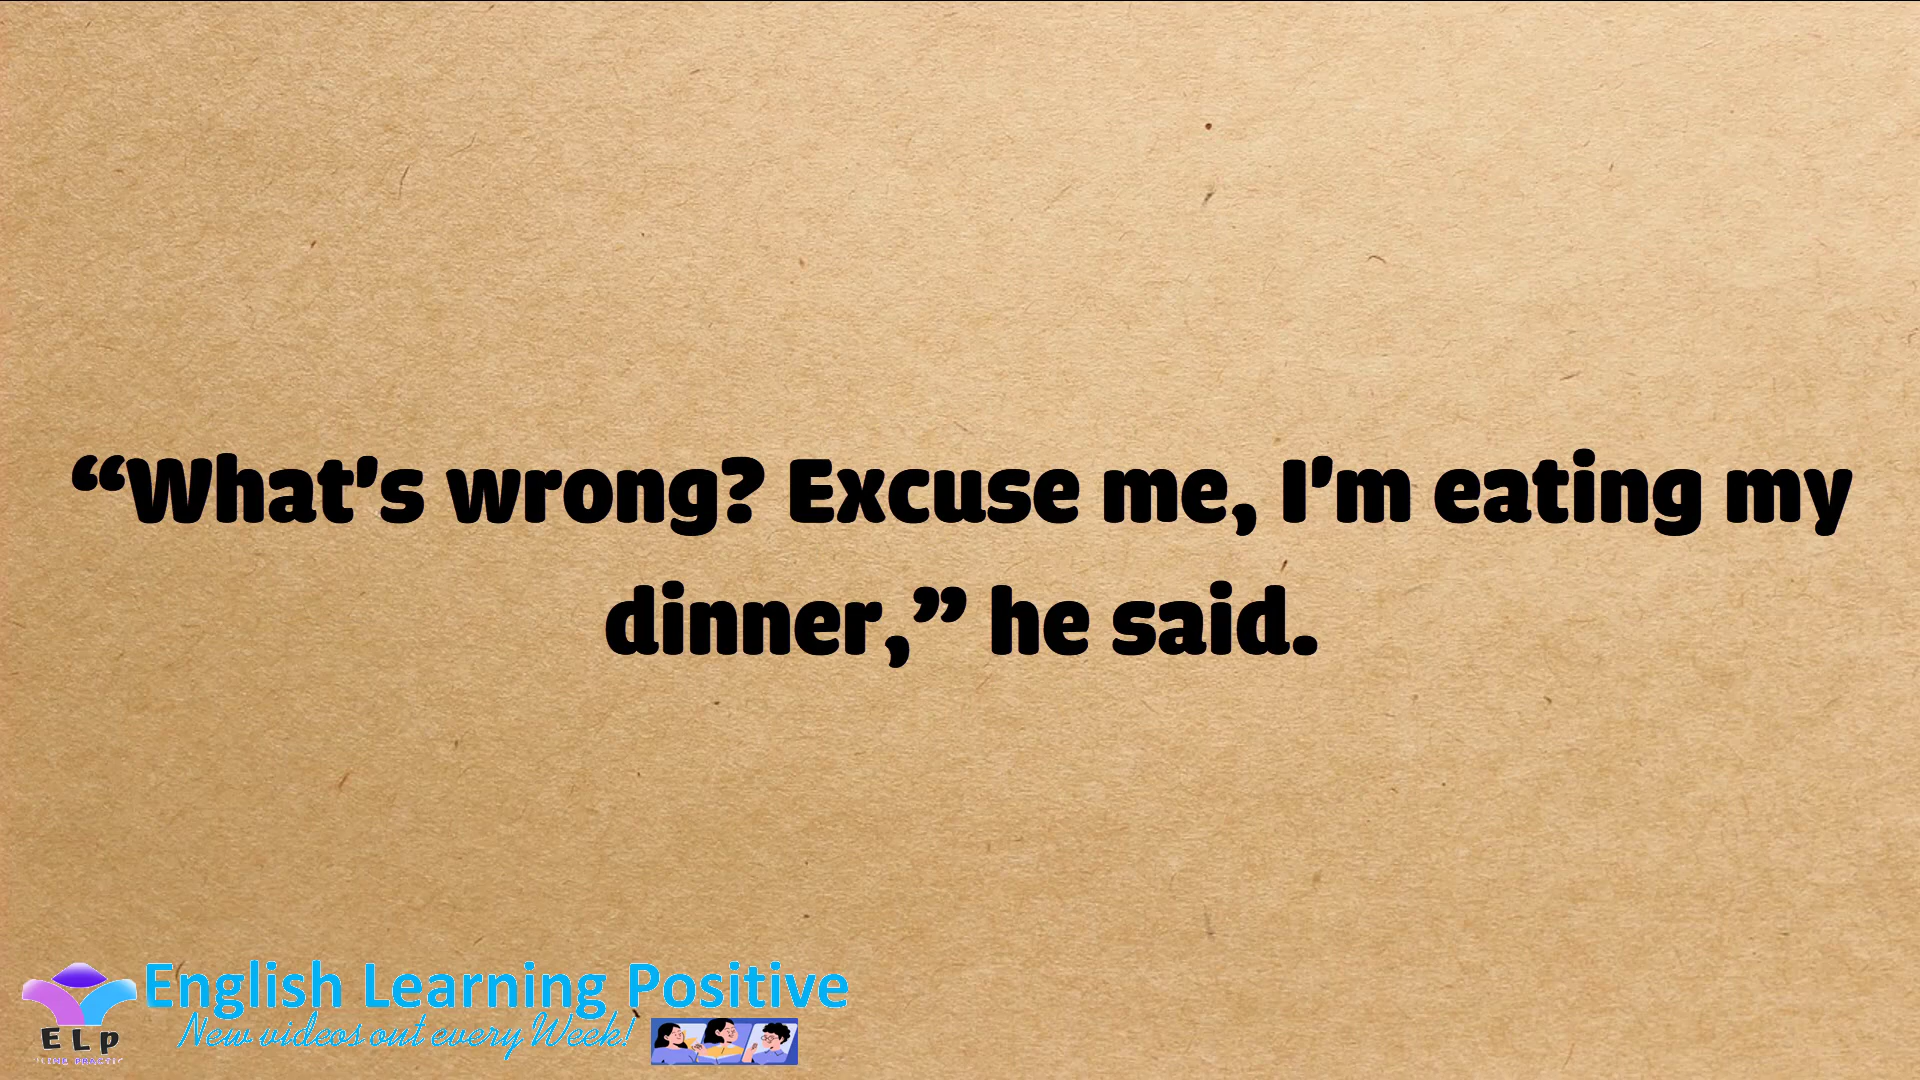 “What's wrong? Excuse me, I'm eating my
dinner,” he said.
English Learning Positive
New videos out every Week!
ELP